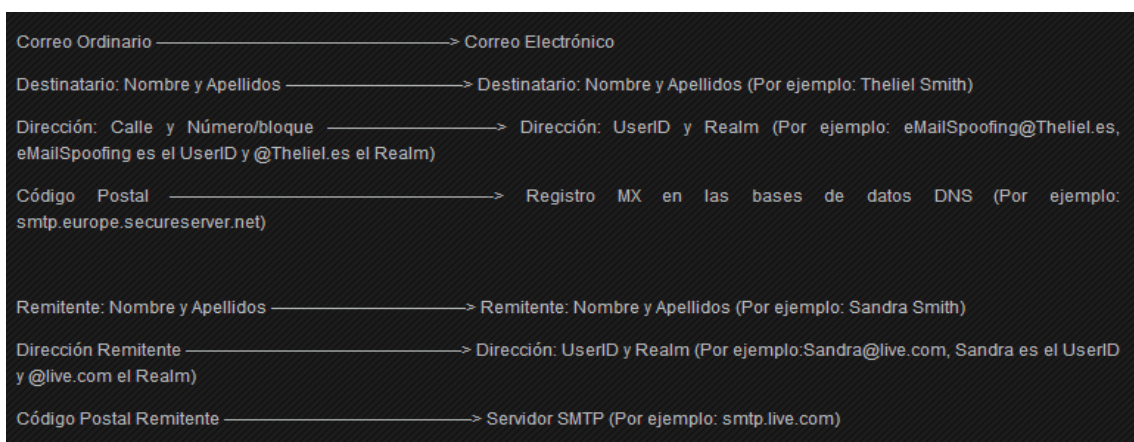 Correo Ordinario ————————————————> Correo Electrónico
Destinatario: Nombre y Apellidos ——————————> Destinatario: Nombre y Apellidos (Por ejemplo: Theliel Smith)
Dirección: Calle y Número/bloque ——————————> Dirección: UserID y Realm (Por ejemplo: eMailSpoofing@Theliel.es,
eMailSpoofing es el UserID y @Theliel.es el Realm)
Código Postal ——————————————————> Registro MX en las bases de datos DNS (Por ejemplo:
smtp.europe.secureserver.net)
Remitente: Nombre y Apellidos ———————————> Remitente: Nombre y Apellidos (Por ejemplo: Sandra Smith)
Dirección Remitente ———————————————> Dirección: UserID y Realm (Por ejemplo:Sandra@live.com, Sandra es el UserID
y @live.com el Realm)
Código Postal Remitente ——————————————> Servidor SMTP (Por ejemplo: smtp.live.com)